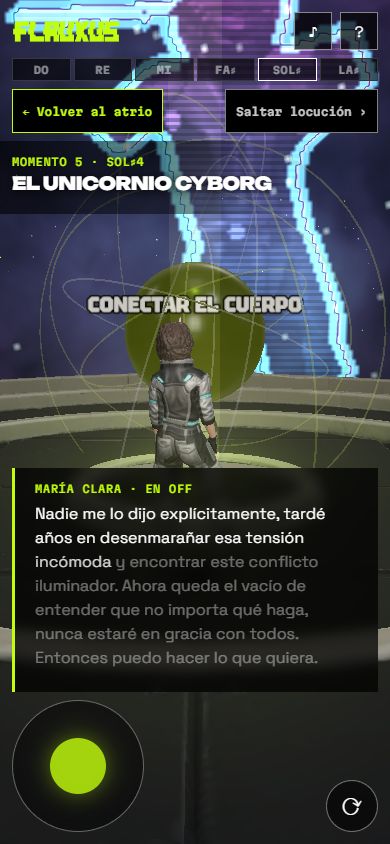 FLAUXUS
♪
?
DO RE MI FA♯ SOL♯ LA♯
← Volver al atrio
Saltar locución ›
MOMENTO 5 · SOL♯4
EL UNICORNIO CYBORG
CONECTAR EL CUERPO
MARÍA CLARA · EN OFF
Nadie me lo dijo explícitamente, tardé
años en desenmarañar esa tensión
incómoda y encontrar este conflicto
iluminador. Ahora queda el vacío de
entender que no importa qué haga,
nunca estaré en gracia con todos.
Entonces puedo hacer lo que quiera.